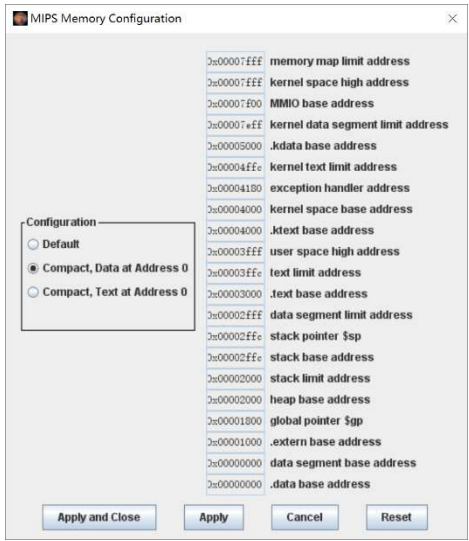 MIPS Memory Configuration
0x00007fff memory map limit address
0x00007fff kernel space high address
0x00007f00 MMIO base address
0x00007eff kernel data segment limit address
0x00005000 .kdata base address
0x00004ffc kernel text limit address
0x00004180 exception handler address
0x00004000 kernel space base address
0x00004000 .ktext base address
0x00003fff user space high address
0x00003ffc text limit address
0x00003000 .text base address
0x00002fff data segment limit address
0x00002ffc stack pointer $sp
0x00002ffc stack base address
0x00002000 stack limit address
0x00002000 heap base address
0x00001800 global pointer $gp
0x00001000 .extern base address
0x00000000 data segment base address
0x00000000 .data base address
Configuration
Default
Compact, Data at Address 0
Compact, Text at Address 0
Apply and Close
Apply
Cancel
Reset